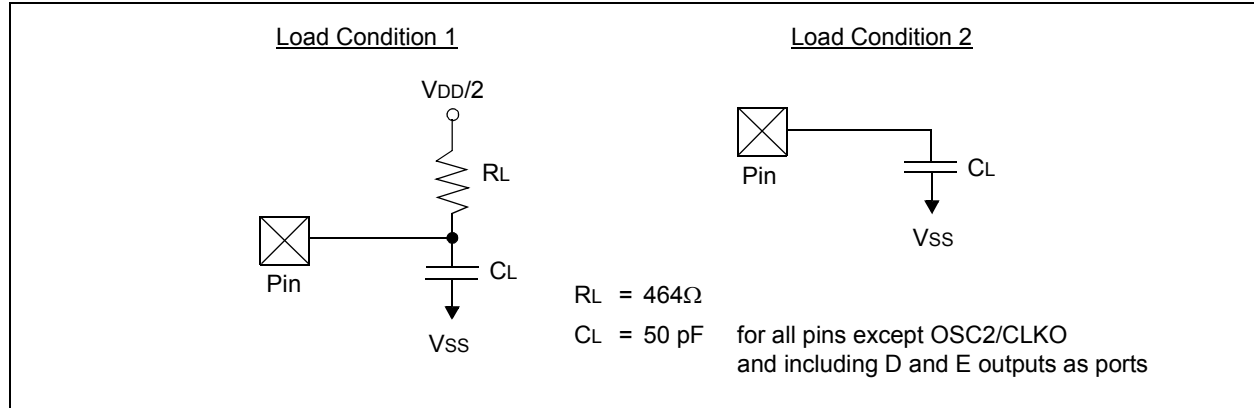 Load Condition 1
VDD/2
RL
Pin
CL
VSS
Load Condition 2
Pin
CL
VSS
RL = 464Ω
CL = 50 pF for all pins except OSC2/CLKO
and including D and E outputs as ports